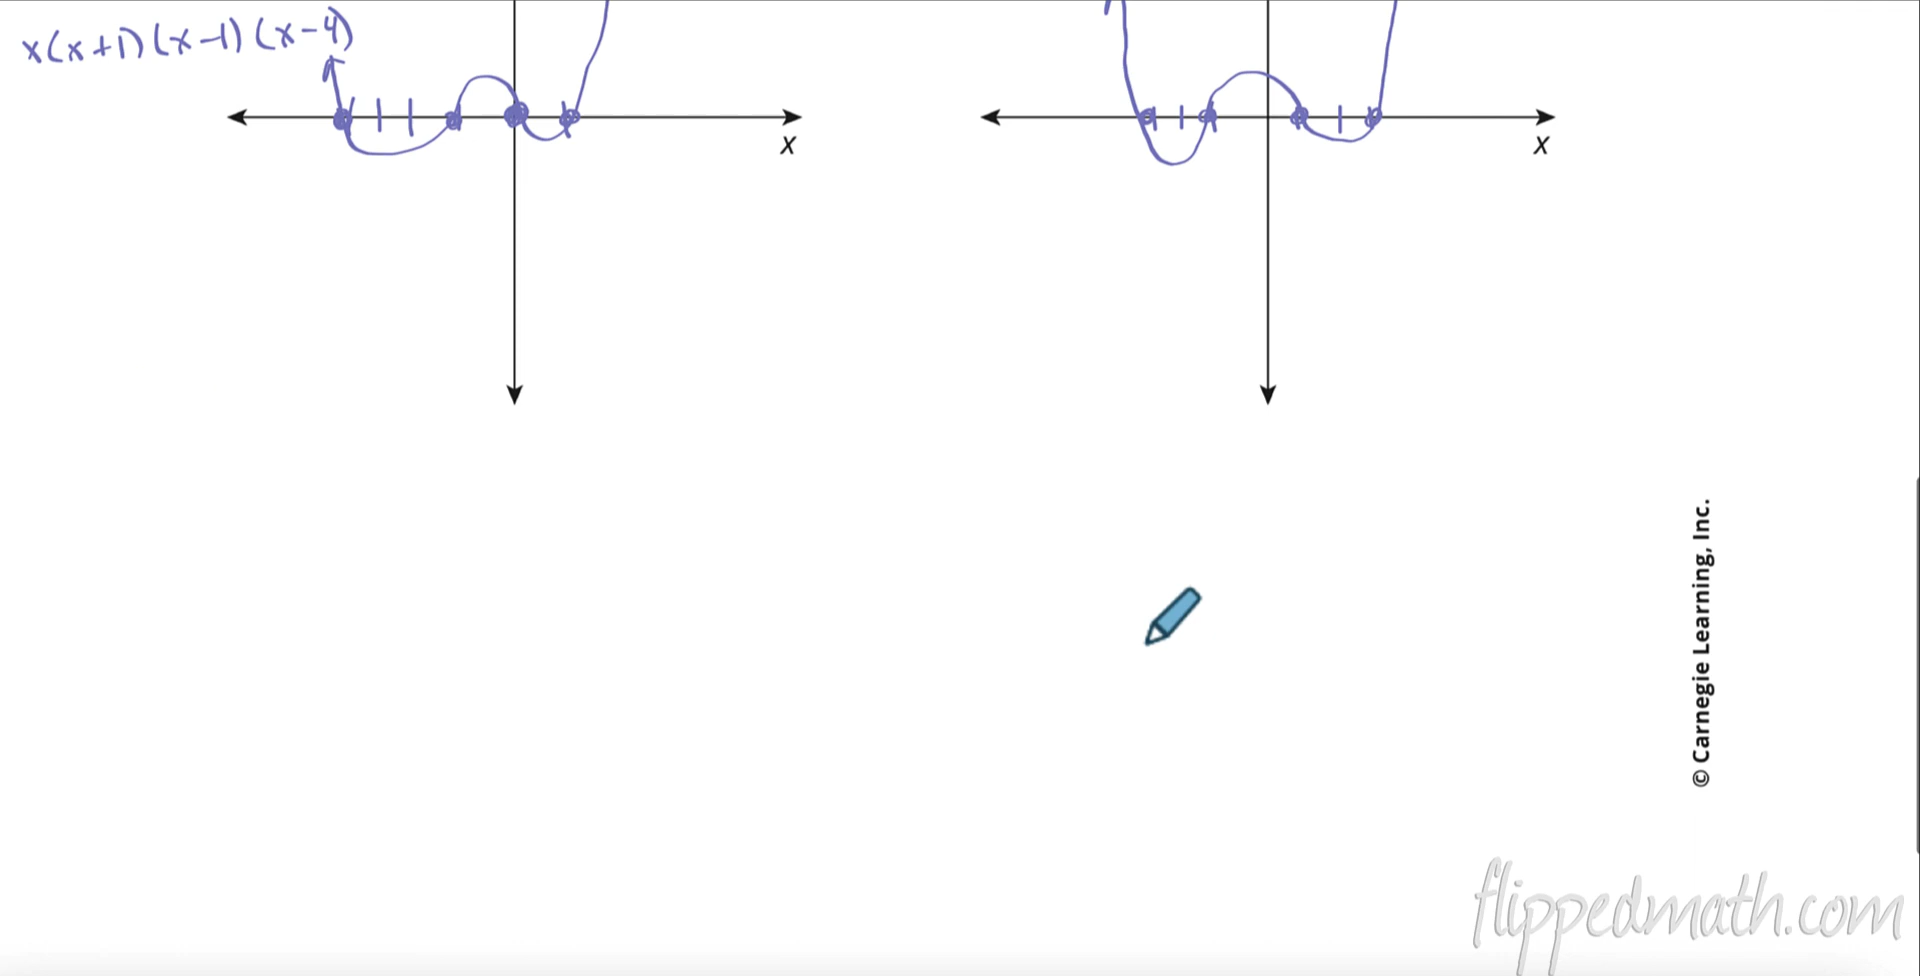 x(x+1)(x-1)(x-4)
x
x
© Carnegie Learning, Inc.
flippedmath.com